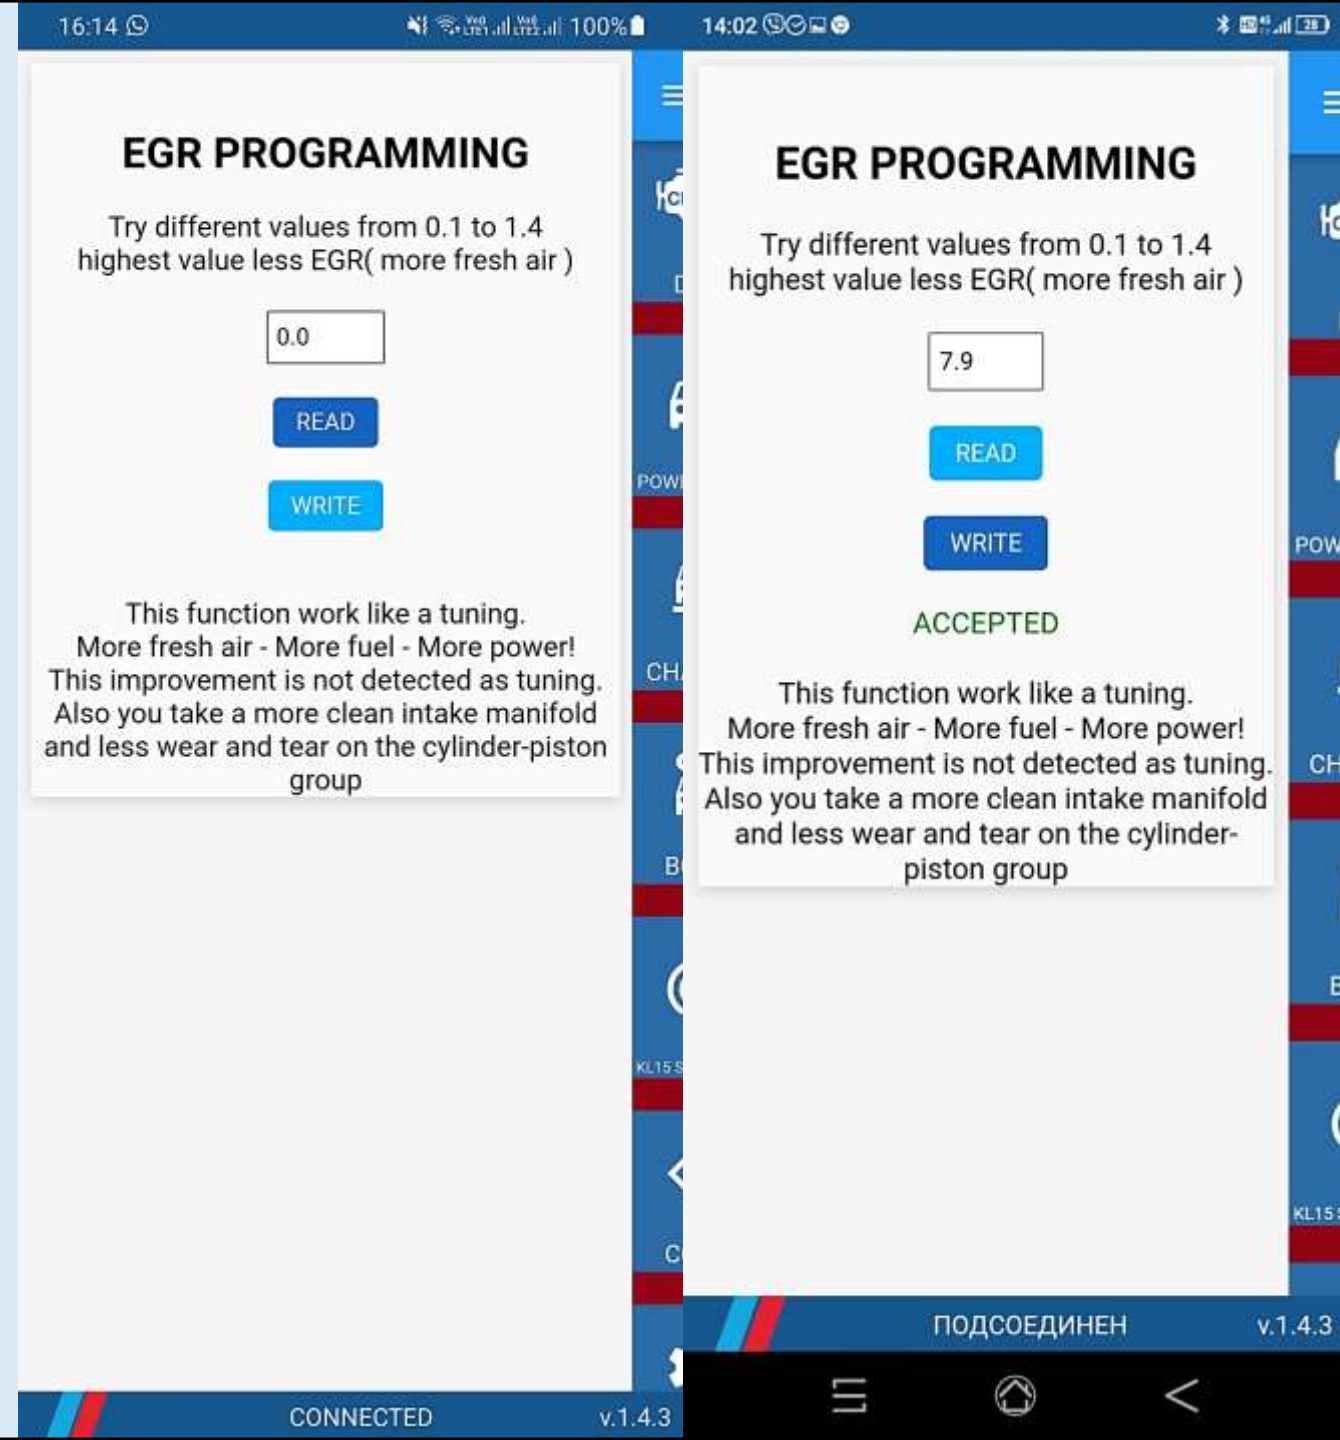 16:14
100%
EGR PROGRAMMING
Try different values from 0.1 to 1.4
highest value less EGR( more fresh air )
0.0
READ
WRITE
This function work like a tuning.
More fresh air - More fuel - More power!
This improvement is not detected as tuning.
Also you take a more clean intake manifold
and less wear and tear on the cylinder-piston
group
KL15 S
CONNECTED
v.1.4.3
14:02
28
EGR PROGRAMMING
Try different values from 0.1 to 1.4
highest value less EGR( more fresh air )
7.9
READ
WRITE
ACCEPTED
This function work like a tuning.
More fresh air - More fuel - More power!
This improvement is not detected as tuning.
Also you take a more clean intake manifold
and less wear and tear on the cylinder-
piston group
POW
CH
KL15
ПОДСОЕДИНЕН
v.1.4.3